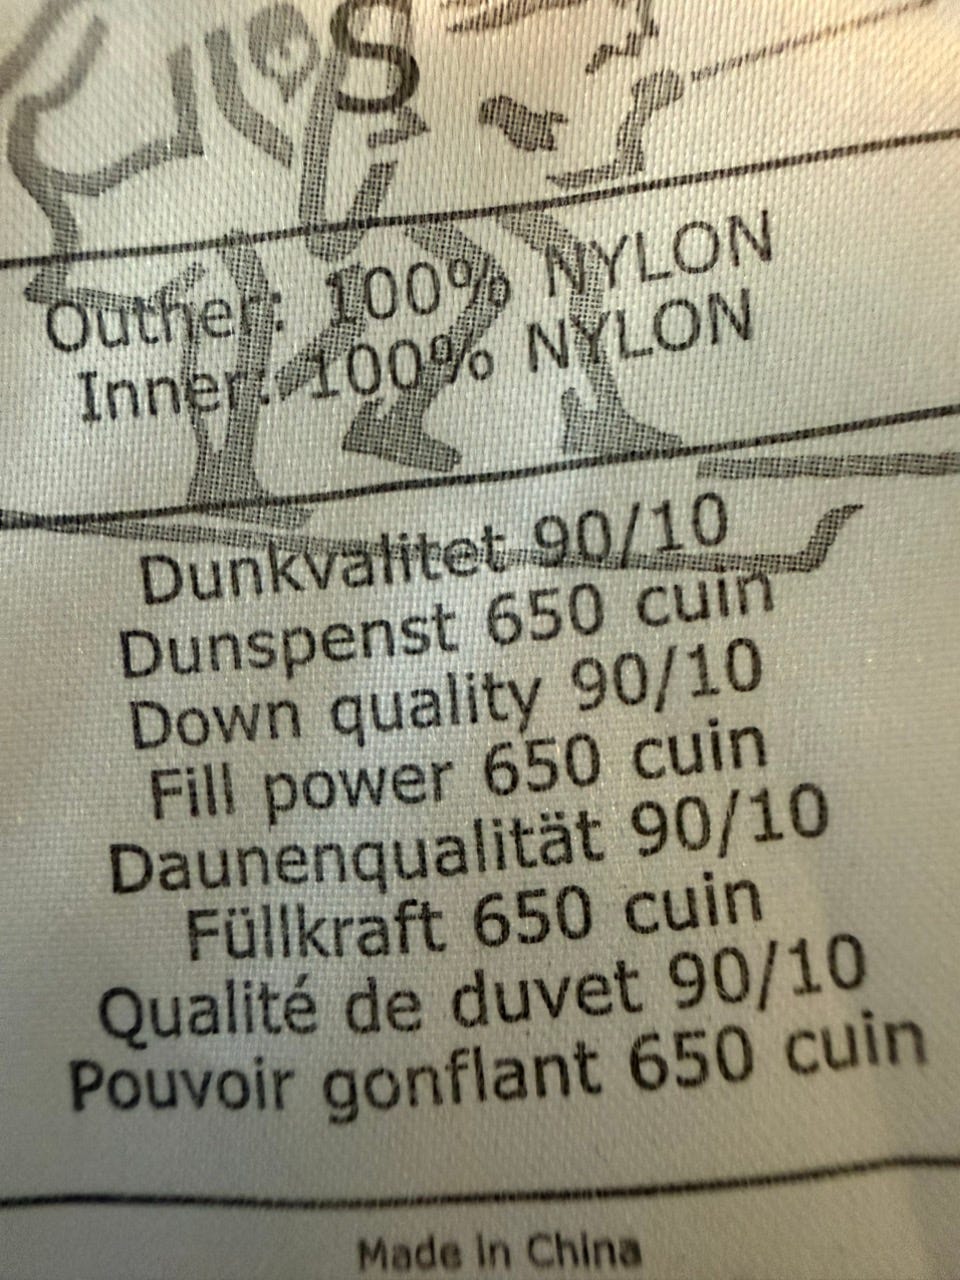 S
Outher: 100% NYLON
Inner: 100% NYLON
Dunkvalitet 90/10
Dunspenst 650 cuin
Down quality 90/10
Fill power 650 cuin
Daunenqualität 90/10
Füllkraft 650 cuin
Qualité de duvet 90/10
Pouvoir gonflant 650 cuin
Made in China